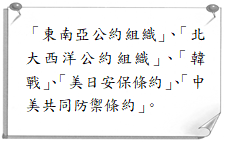 「東南亞公約組織」、「北
大西洋公約組織」、「韓
戰」、「美日安保條約」、「中
美共同防禦條約」。